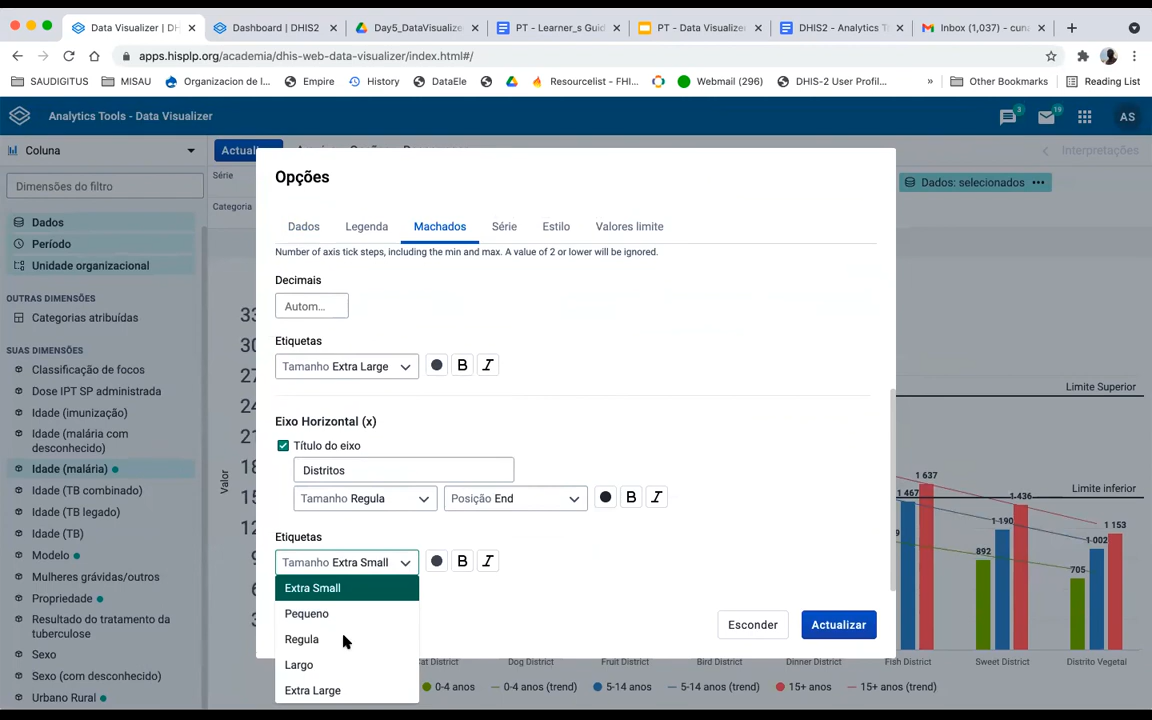 Data Visualizer | DH
Dashboard | DHIS2
Day5_DataVisualize
PT - Learner_s Guid
PT - Data Visualize
DHIS2 - Analytics T
Inbox (1,037) - cun
apps.hisplp.org/academia/dhis-web-data-visualizer/index.html#/
SAUDIGITUS
MISAU
Organizacion de I...
Empire
History
DataEle
Resourcelist - FHI...
Webmail (296)
DHIS-2 User Profil...
»
Other Bookmarks
Reading List
Analytics Tools - Data Visualizer
3
19
AS
Coluna
Actual
Interpretações
Dimensões do filtro
Série
Dados: selecionados
Categoria
Dados
Período
Unidade organizacional
OUTRAS DIMENSÕES
Categorias atribuídas
SUAS DIMENSÕES
Classificação de focos
Dose IPT SP administrada
Idade (imunização)
Idade (malária com
desconhecido)
Idade (malária)
Idade (TB combinado)
Idade (TB legado)
Idade (TB)
Modelo
Mulheres grávidas/outros
Propriedade
Resultado do tratamento da
tuberculose
Sexo
Sexo (com desconhecido)
Urbano Rural
Opções
Dados
Legenda
Machados
Série
Estilo
Valores limite
Number of axis tick steps, including the min and max. A value of 2 or lower will be ignored.
Decimais
Autom...
Etiquetas
Tamanho Extra Large
B
I
Eixo Horizontal (x)
Título do eixo
Distritos
Tamanho Regula
Posição End
B
I
Etiquetas
Tamanho Extra Small
B
I
Extra Small
Pequeno
Regula
Largo
Extra Large
Esconder
Actualizar
Valor
Limite Superior
Limite inferior
1 467
1 637
892
1 190
1 436
705
1 002
1 153
Cat District
Dog District
Fruit District
Bird District
Dinner District
Fish District
Sweet District
Distrito Vegetal
0-4 anos
0-4 anos (trend)
5-14 anos
5-14 anos (trend)
15+ anos
15+ anos (trend)